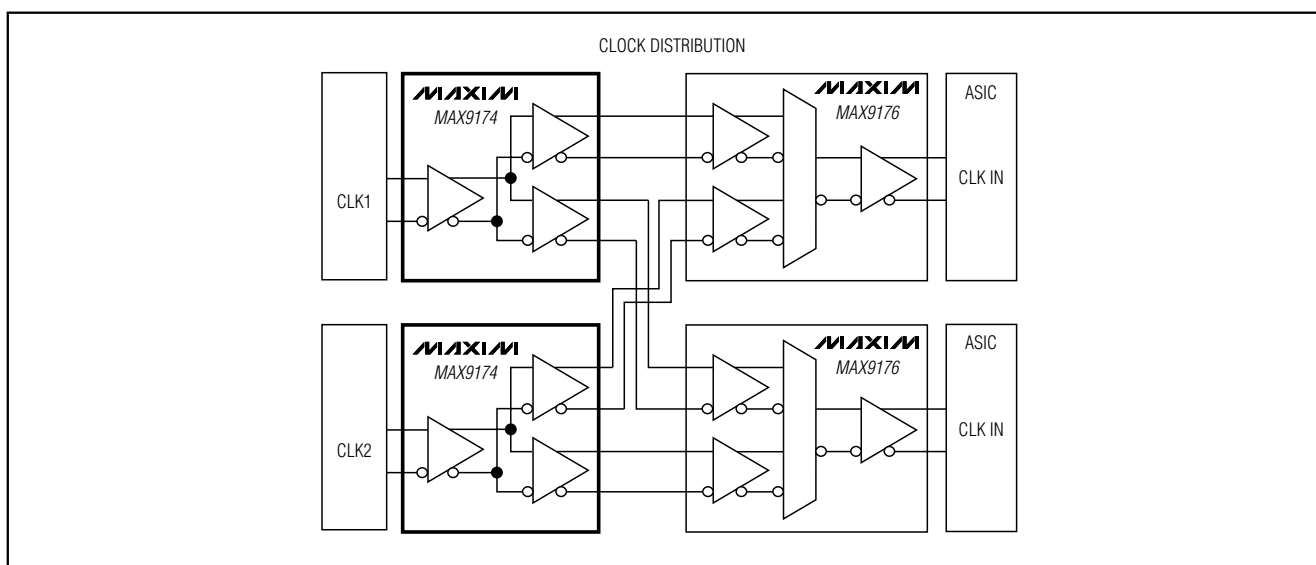 CLOCK DISTRIBUTION
MAXIM
MAX9174
MAXIM
MAX9176
ASIC
CLK1
CLK IN
MAXIM
MAX9174
MAXIM
MAX9176
ASIC
CLK2
CLK IN